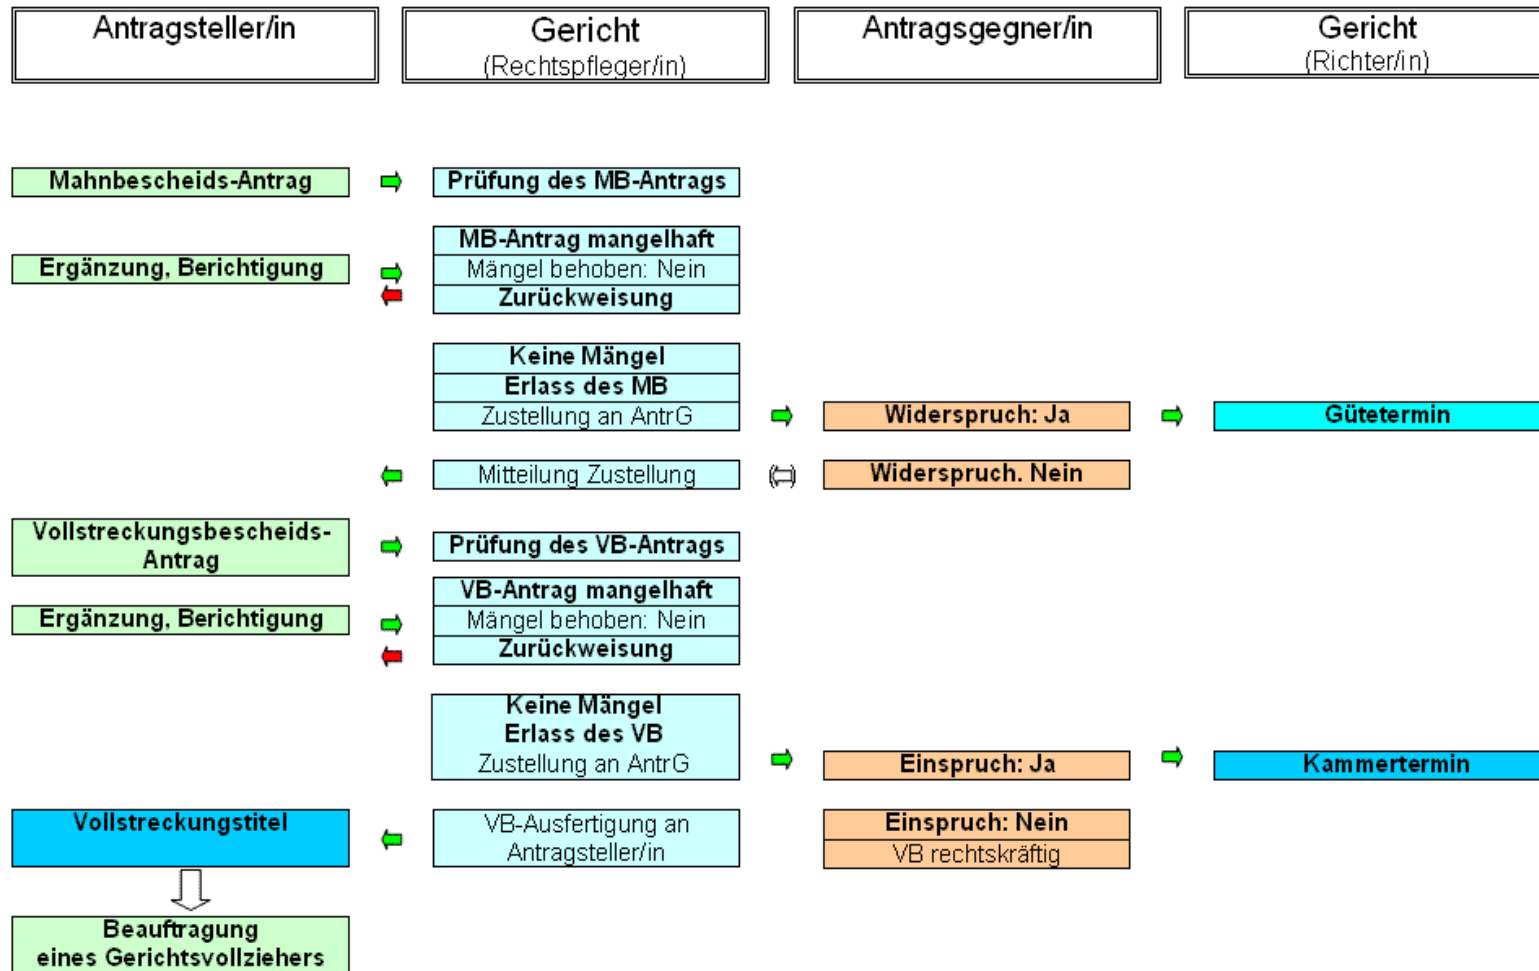 Antragsteller/in
Gericht
(Rechtspfleger/in)
Antragsgegner/in
Gericht
(Richter/in)
Mahnbescheids-Antrag
Prüfung des MB-Antrags
MB-Antrag mangelhaft
Ergänzung, Berichtigung
Mängel behoben: Nein
Zurückweisung
Keine Mängel
Erlass des MB
Zustellung an AntrG
Widerspruch: Ja
Gütetermin
Mitteilung Zustellung
Widerspruch. Nein
Vollstreckungsbescheids-
Antrag
Prüfung des VB-Antrags
VB-Antrag mangelhaft
Ergänzung, Berichtigung
Mängel behoben: Nein
Zurückweisung
Keine Mängel
Erlass des VB
Zustellung an AntrG
Einspruch: Ja
Kammertermin
Vollstreckungstitel
VB-Ausfertigung an
Antragsteller/in
Einspruch: Nein
VB rechtskräftig
Beauftragung
eines Gerichtsvollziehers